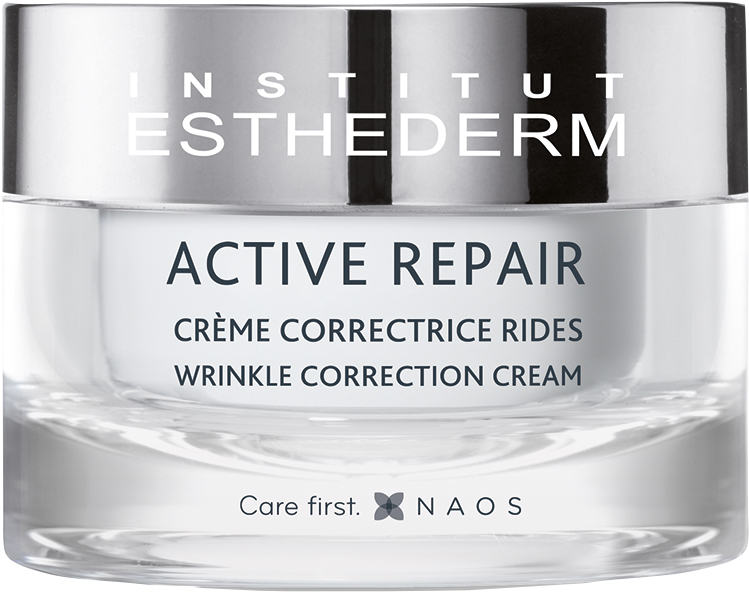 INSTITUT
ESTHEDERM
ACTIVE REPAIR
CRÈME CORRECTRICE RIDES
WRINKLE CORRECTION CREAM
Care first. NAOS